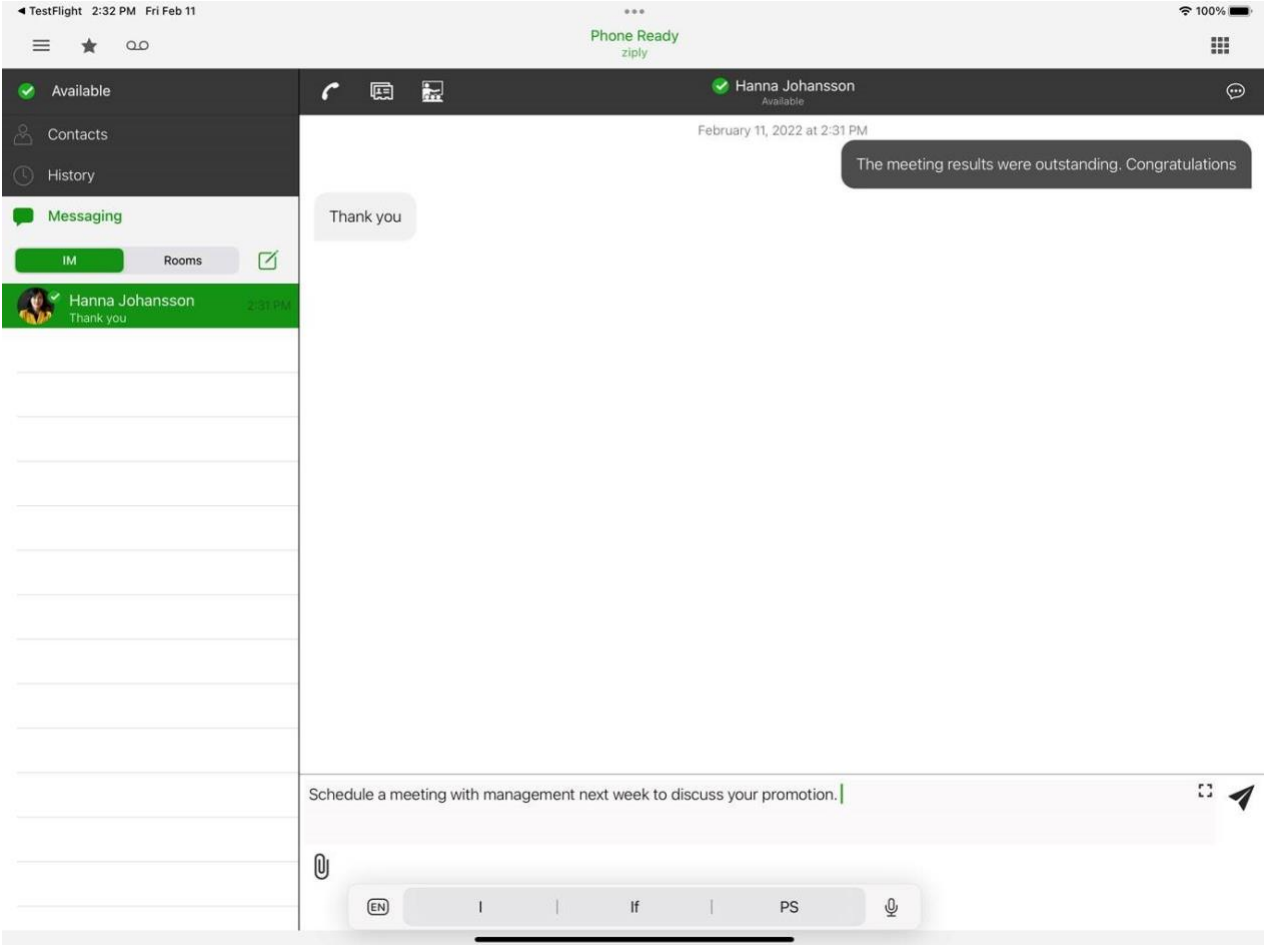 TestFlight 2:32 PM Fri Feb 11
100%
Phone Ready
ziply
Available
Contacts
History
Messaging
IM Rooms
Hanna Johansson 2:31 PM
Thank you
Hanna Johansson
Available
February 11, 2022 at 2:31 PM
The meeting results were outstanding. Congratulations
Thank you
Schedule a meeting with management next week to discuss your promotion.
EN I If PS